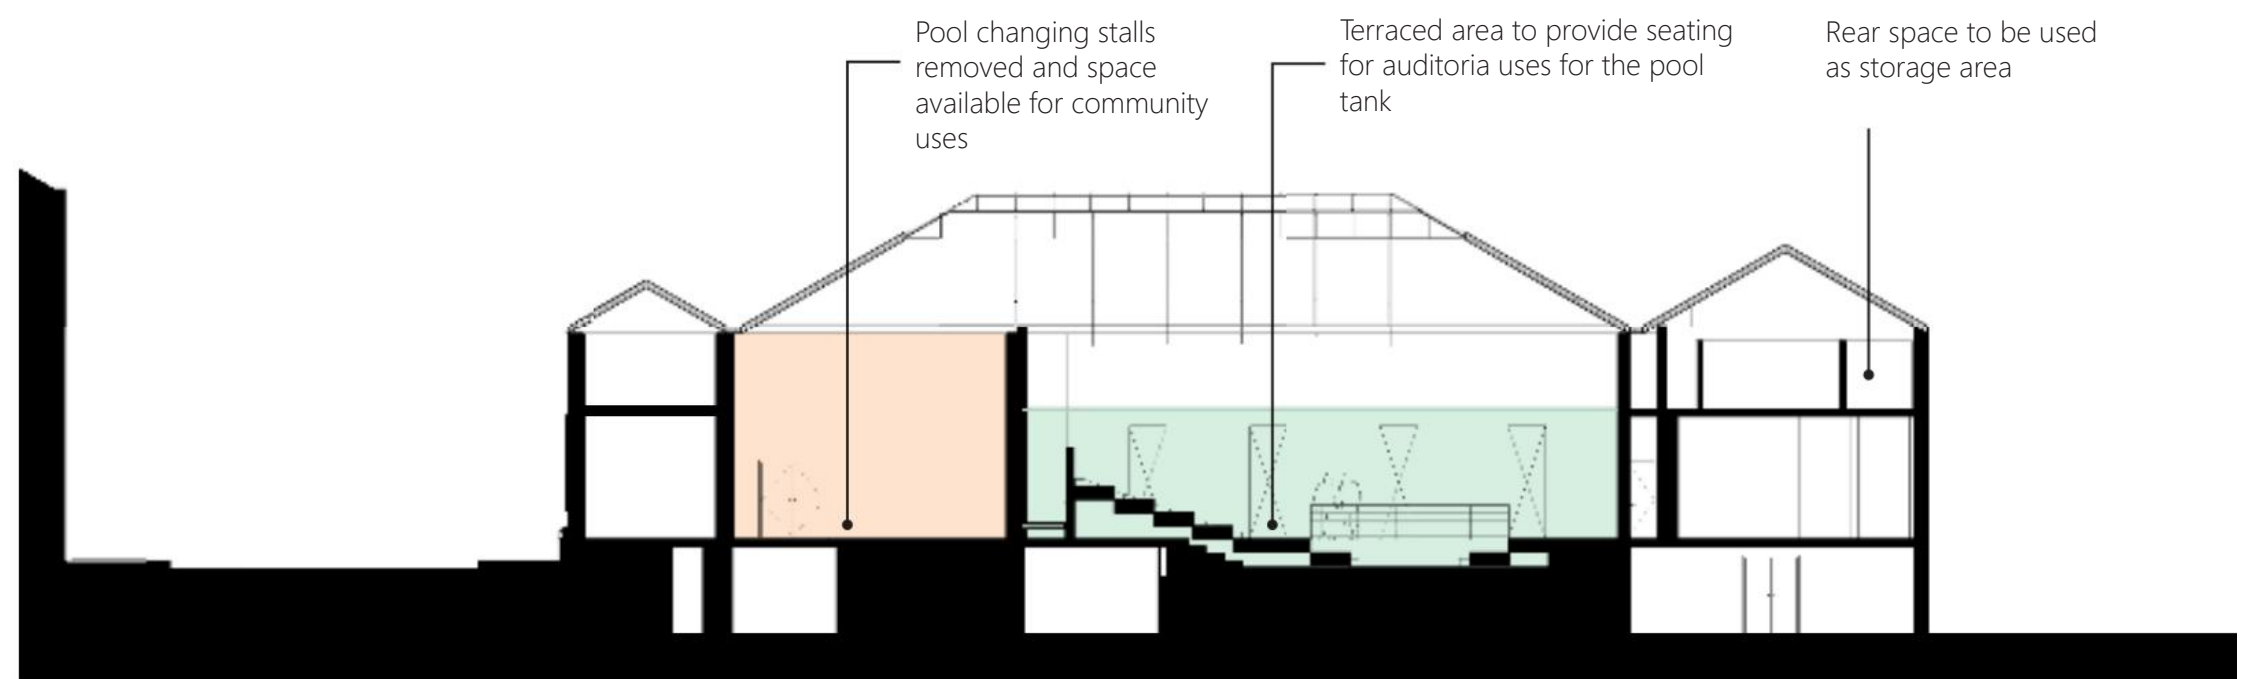 Pool changing stalls
removed and space
available for community
uses
Terraced area to provide seating
for auditoria uses for the pool
tank
Rear space to be used
as storage area